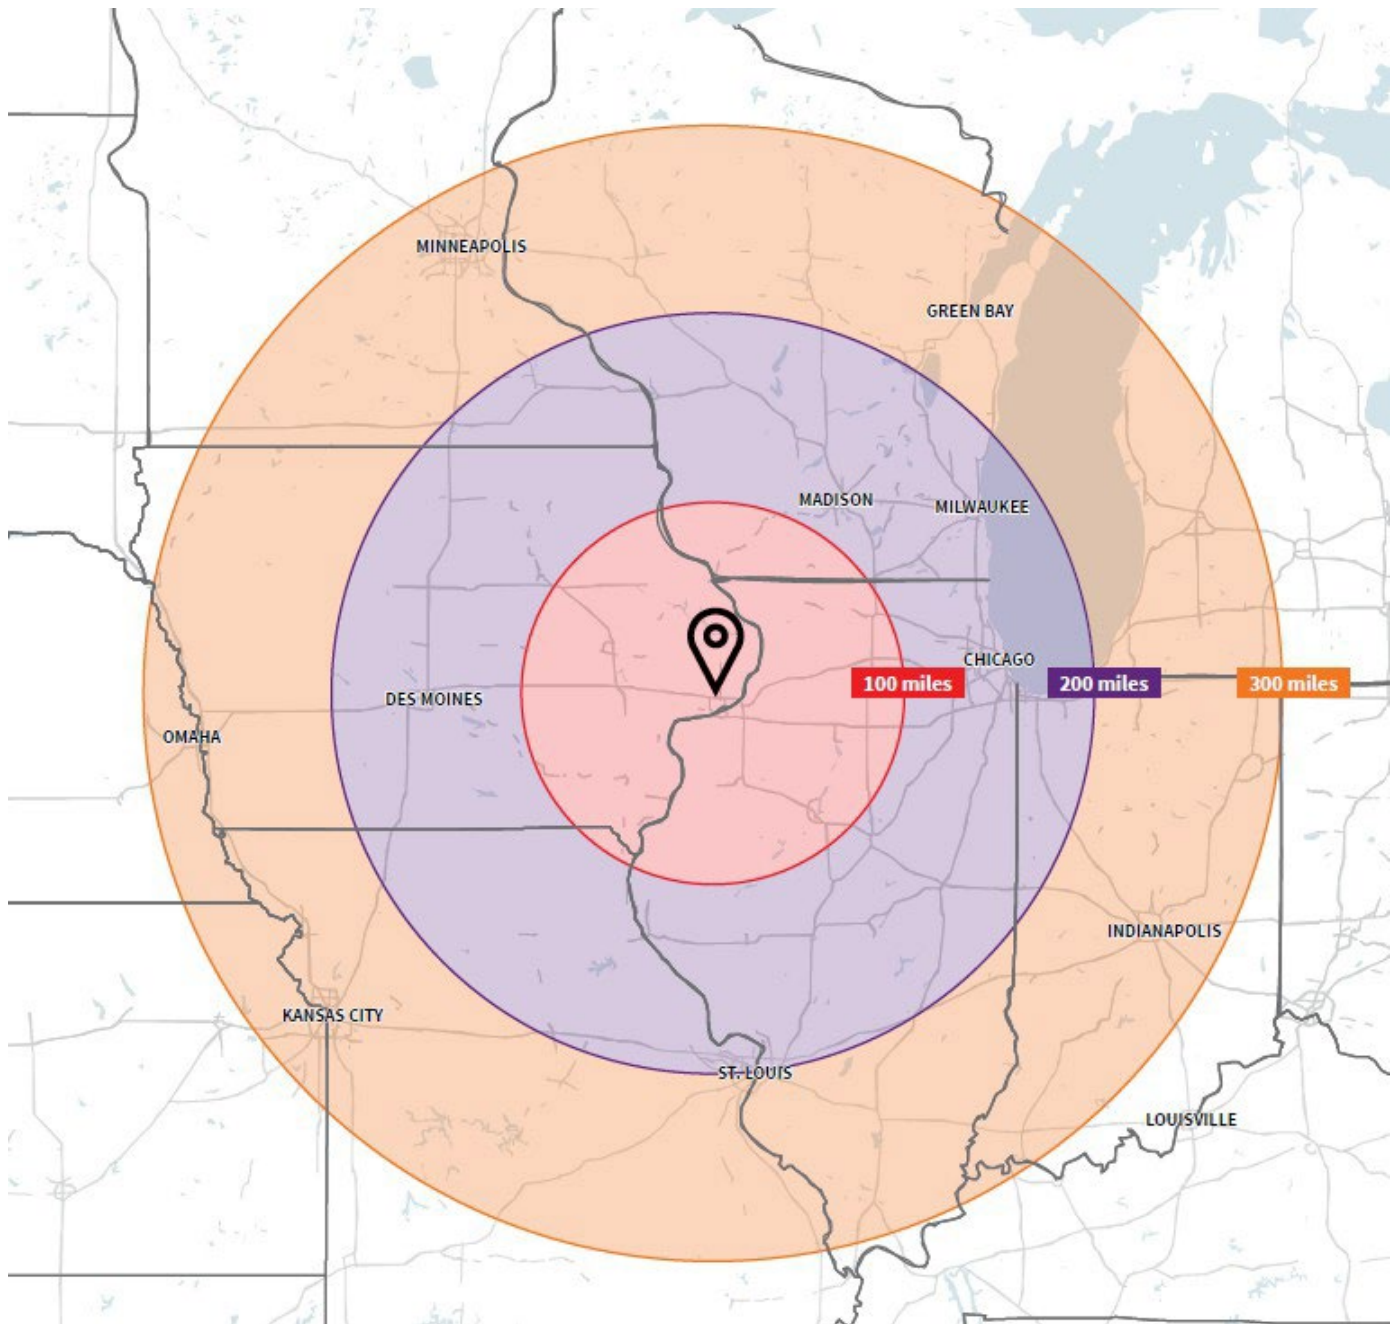 MINNEAPOLIS
GREEN BAY
MADISON
MILWAUKEE
CHICAGO
100 miles
200 miles
300 miles
DES MOINES
OMAHA
INDIANAPOLIS
KANSAS CITY
ST. LOUIS
LOUISVILLE